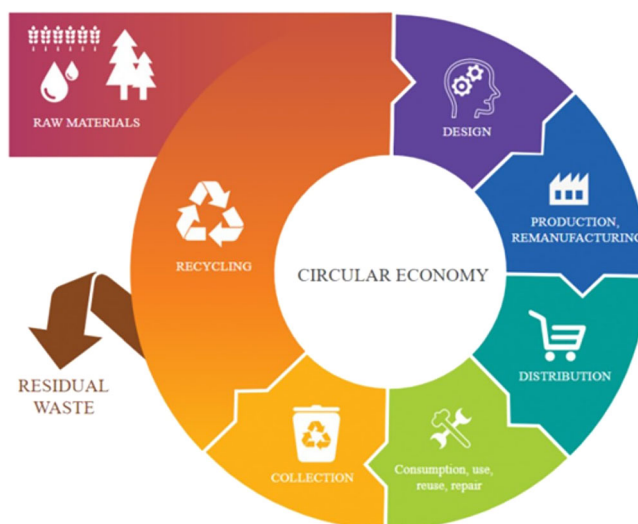 RAW MATERIALS
DESIGN
PRODUCTION,
REMANUFACTURING
RECYCLING
CIRCULAR ECONOMY
DISTRIBUTION
RESIDUAL
WASTE
COLLECTION
Consumption, use,
reuse, repair